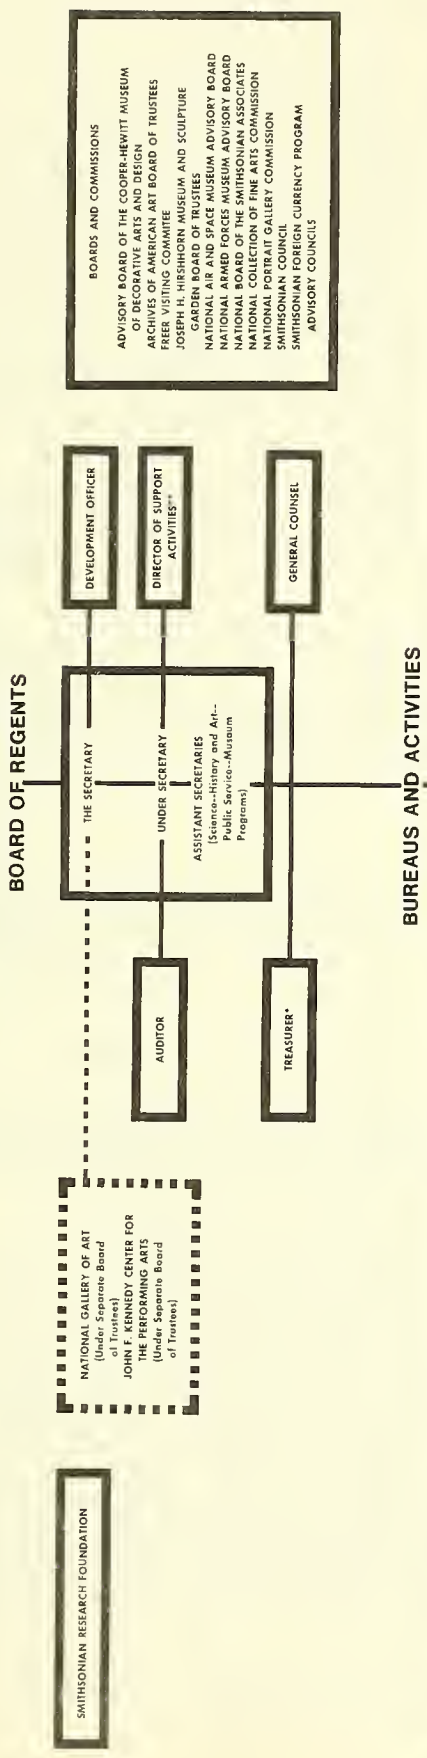 BOARD OF REGENTS
SMITHSONIAN RESEARCH FOUNDATION
NATIONAL GALLERY OF ART
(Under Separate Board
of Trustees)
JOHN F. KENNEDY CENTER FOR
THE PERFORMING ARTS
(Under Separate Board
of Trustees)
AUDITOR
TREASURER*
THE SECRETARY
UNDER SECRETARY
ASSISTANT SECRETARIES
(Science--History and Art--
Public Service--Museum
Programs)
DEVELOPMENT OFFICER
DIRECTOR OF SUPPORT
ACTIVITIES**
GENERAL COUNSEL
BOARDS AND COMMISSIONS
ADVISORY BOARD OF THE COOPER-HEWITT MUSEUM
OF DECORATIVE ARTS AND DESIGN
ARCHIVES OF AMERICAN ART BOARD OF TRUSTEES
FREER VISITING COMMITEE
JOSEPH H. HIRSHHORN MUSEUM AND SCULPTURE
GARDEN BOARD OF TRUSTEES
NATIONAL AIR AND SPACE MUSEUM ADVISORY BOARD
NATIONAL ARMED FORCES MUSEUM ADVISORY BOARD
NATIONAL BOARD OF THE SMITHSONIAN ASSOCIATES
NATIONAL COLLECTION OF FINE ARTS COMMISSION
NATIONAL PORTRAIT GALLERY COMMISSION
SMITHSONIAN COUNCIL
SMITHSONIAN FOREIGN CURRENCY PROGRAM
ADVISORY COUNCILS
BUREAUS AND ACTIVITIES